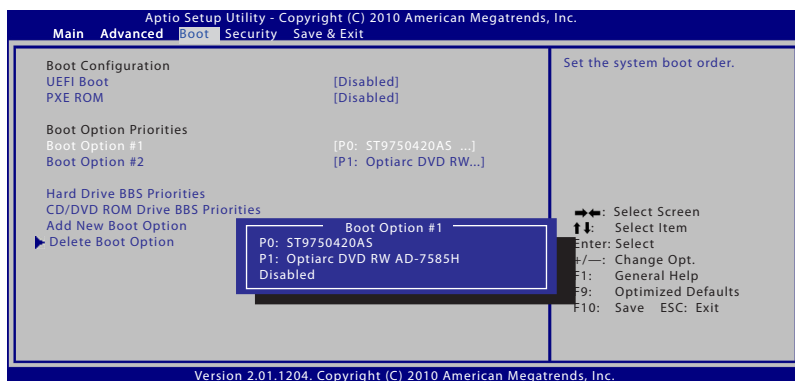 Aptio Setup Utility - Copyright (C) 2010 American Megatrends, Inc.
Main Advanced Boot Security Save & Exit
Boot Configuration
UEFI Boot [Disabled]
PXE ROM [Disabled]
Boot Option Priorities
Boot Option #1 [P0: ST9750420AS ...]
Boot Option #2 [P1: Optiarc DVD RW...]
Hard Drive BBS Priorities
CD/DVD ROM Drive BBS Priorities
Add New Boot Option
Delete Boot Option
Boot Option #1
P0: ST9750420AS
P1: Optiarc DVD RW AD-7585H
Disabled
Set the system boot order.
→←: Select Screen
↑↓: Select Item
Enter: Select
+/—: Change Opt.
F1: General Help
F9: Optimized Defaults
F10: Save ESC: Exit
Version 2.01.1204. Copyright (C) 2010 American Megatrends, Inc.